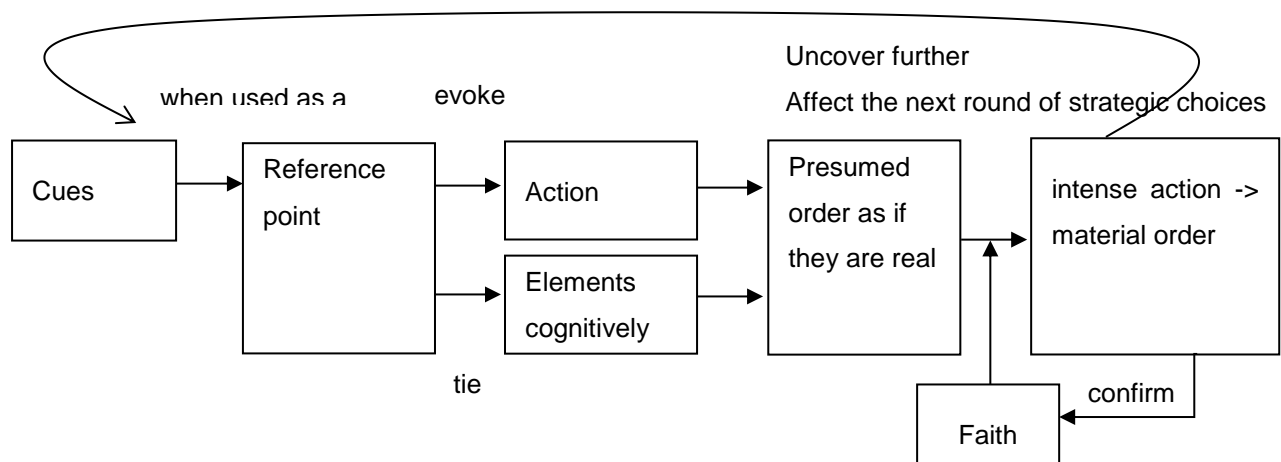 Uncover further
Affect the next round of strategic choices
when used as a
evoke
Cues
Reference
point
Action
Elements
cognitively
Presumed
order as if
they are real
intense action ->
material order
tie
confirm
Faith